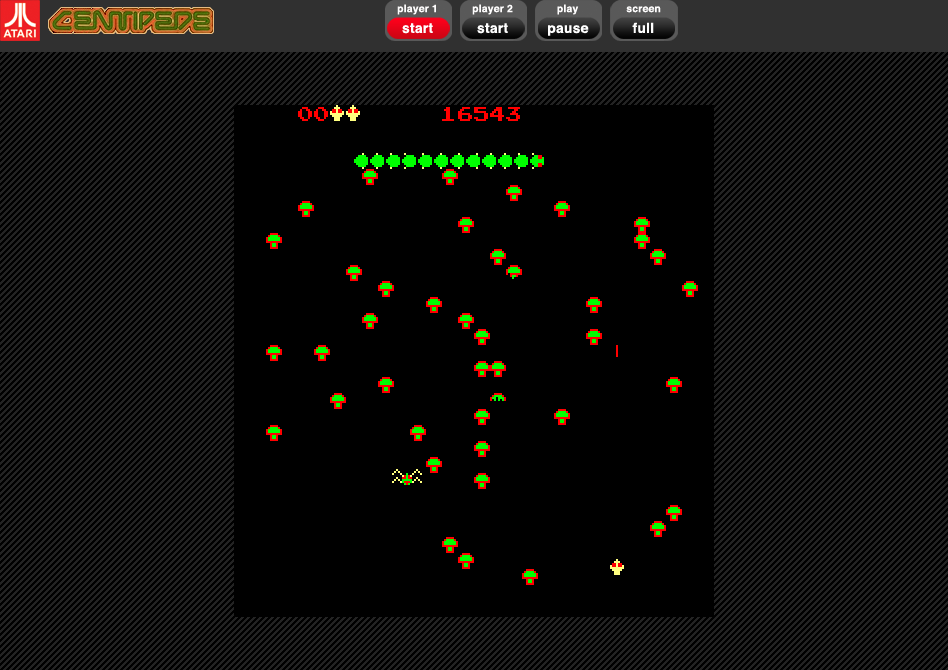 ATARI
CENTIPEDE
player 1
start
player 2
start
play
pause
screen
full
00
16543